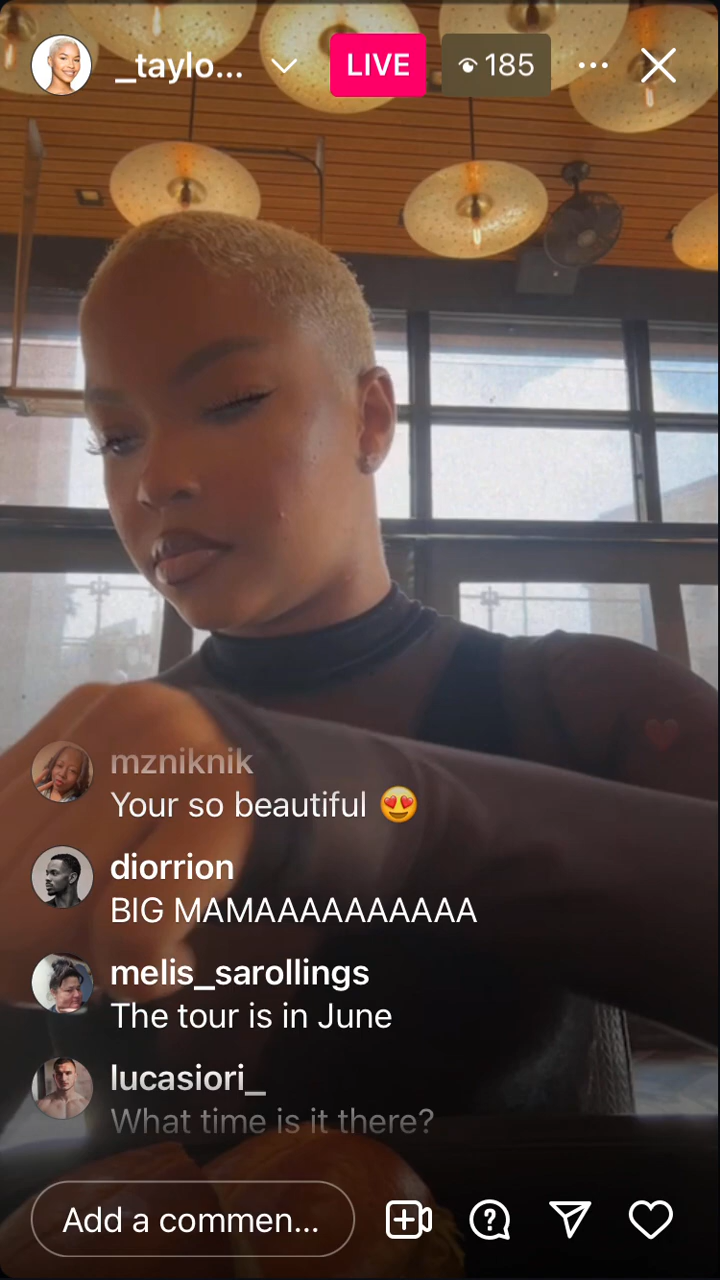 _taylo...
LIVE
185
mzniknik
Your so beautiful 😍
diorrion
BIG MAMAAAAAAAAAA
melis_sarollings
The tour is in June
lucasiori_
What time is it there?
Add a commen...